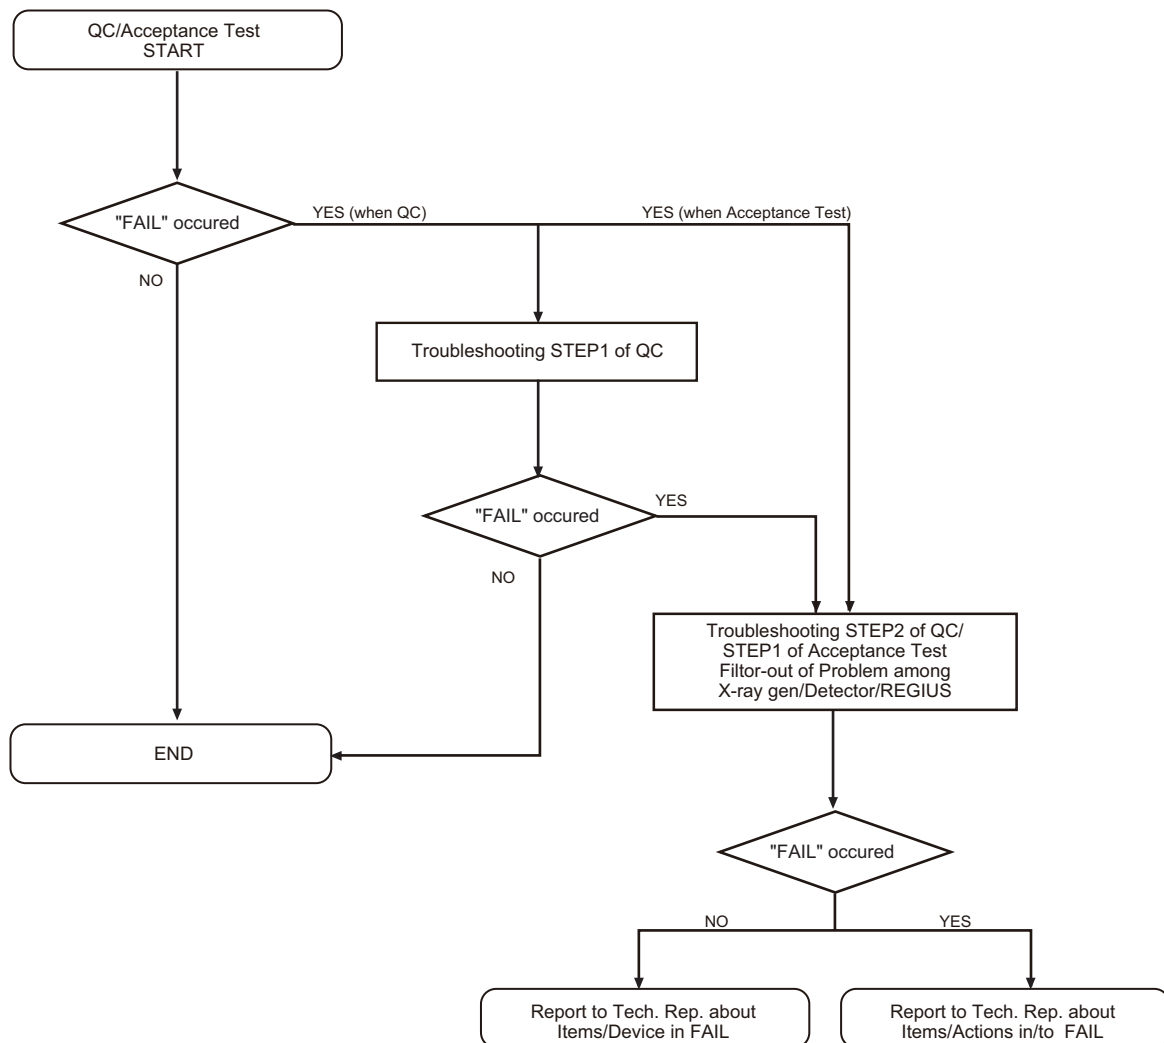 QC/Acceptance Test
START
"FAIL" occured
YES (when QC)
YES (when Acceptance Test)
NO
Troubleshooting STEP1 of QC
"FAIL" occured
YES
NO
Troubleshooting STEP2 of QC/
STEP1 of Acceptance Test
Filtor-out of Problem among
X-ray gen/Detector/REGIUS
END
"FAIL" occured
NO
YES
Report to Tech. Rep. about
Items/Device in FAIL
Report to Tech. Rep. about
Items/Actions in/to FAIL